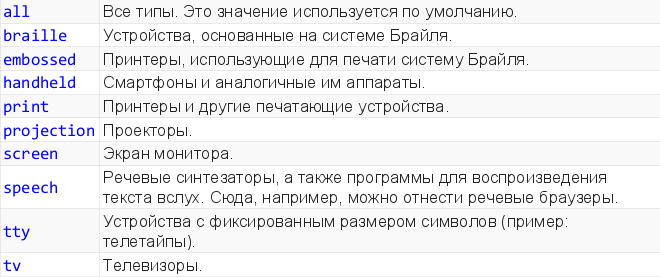 all Все типы. Это значение используется по умолчанию.
braille Устройства, основанные на системе Брайля.
embossed Принтеры, использующие для печати систему Брайля.
handheld Смартфоны и аналогичные им аппараты.
print Принтеры и другие печатающие устройства.
projection Проекторы.
screen Экран монитора.
speech Речевые синтезаторы, а также программы для воспроизведения
текста вслух. Сюда, например, можно отнести речевые браузеры.
tty Устройства с фиксированным размером символов (пример:
телетайпы).
tv Телевизоры.